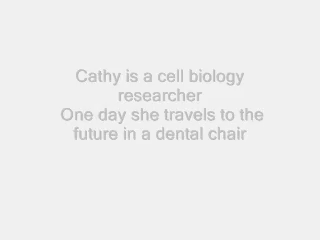 Cathy is a cell biology
researcher
One day she travels to the
future in a dental chair